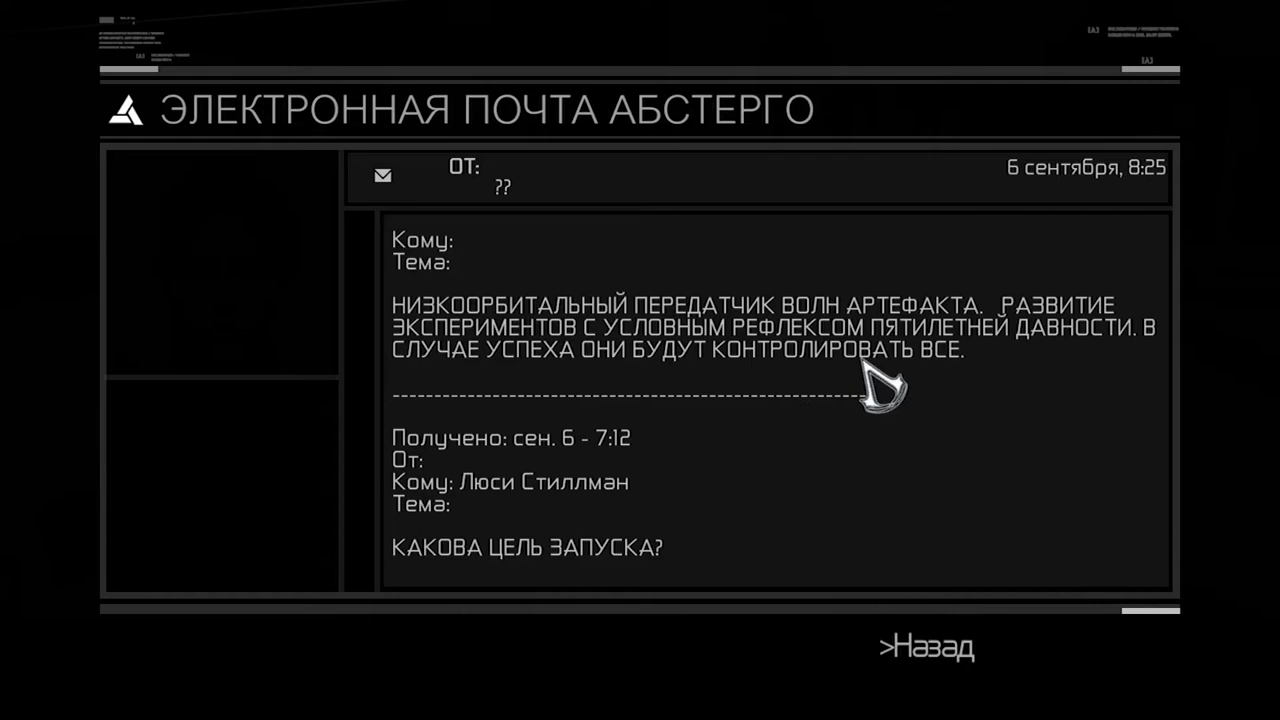 ЭЛЕКТРОННАЯ ПОЧТА АБСТЕРГО
ОТ:
6 сентября, 8:25
??
Кому:
Тема:
НИЗКООРБИТАЛЬНЫЙ ПЕРЕДАТЧИК ВОЛН АРТЕФАКТА. РАЗВИТИЕ
ЭКСПЕРИМЕНТОВ С УСЛОВНЫМ РЕФЛЕКСОМ ПЯТИЛЕТНЕЙ ДАВНОСТИ. В
СЛУЧАЕ УСПЕХА ОНИ БУДУТ КОНТРОЛИРОВАТЬ ВСЕ.
---------------------------------------------------------
Получено: сен. 6 - 7:12
От:
Кому: Люси Стиллман
Тема:
КАКОВА ЦЕЛЬ ЗАПУСКА?
>Назад